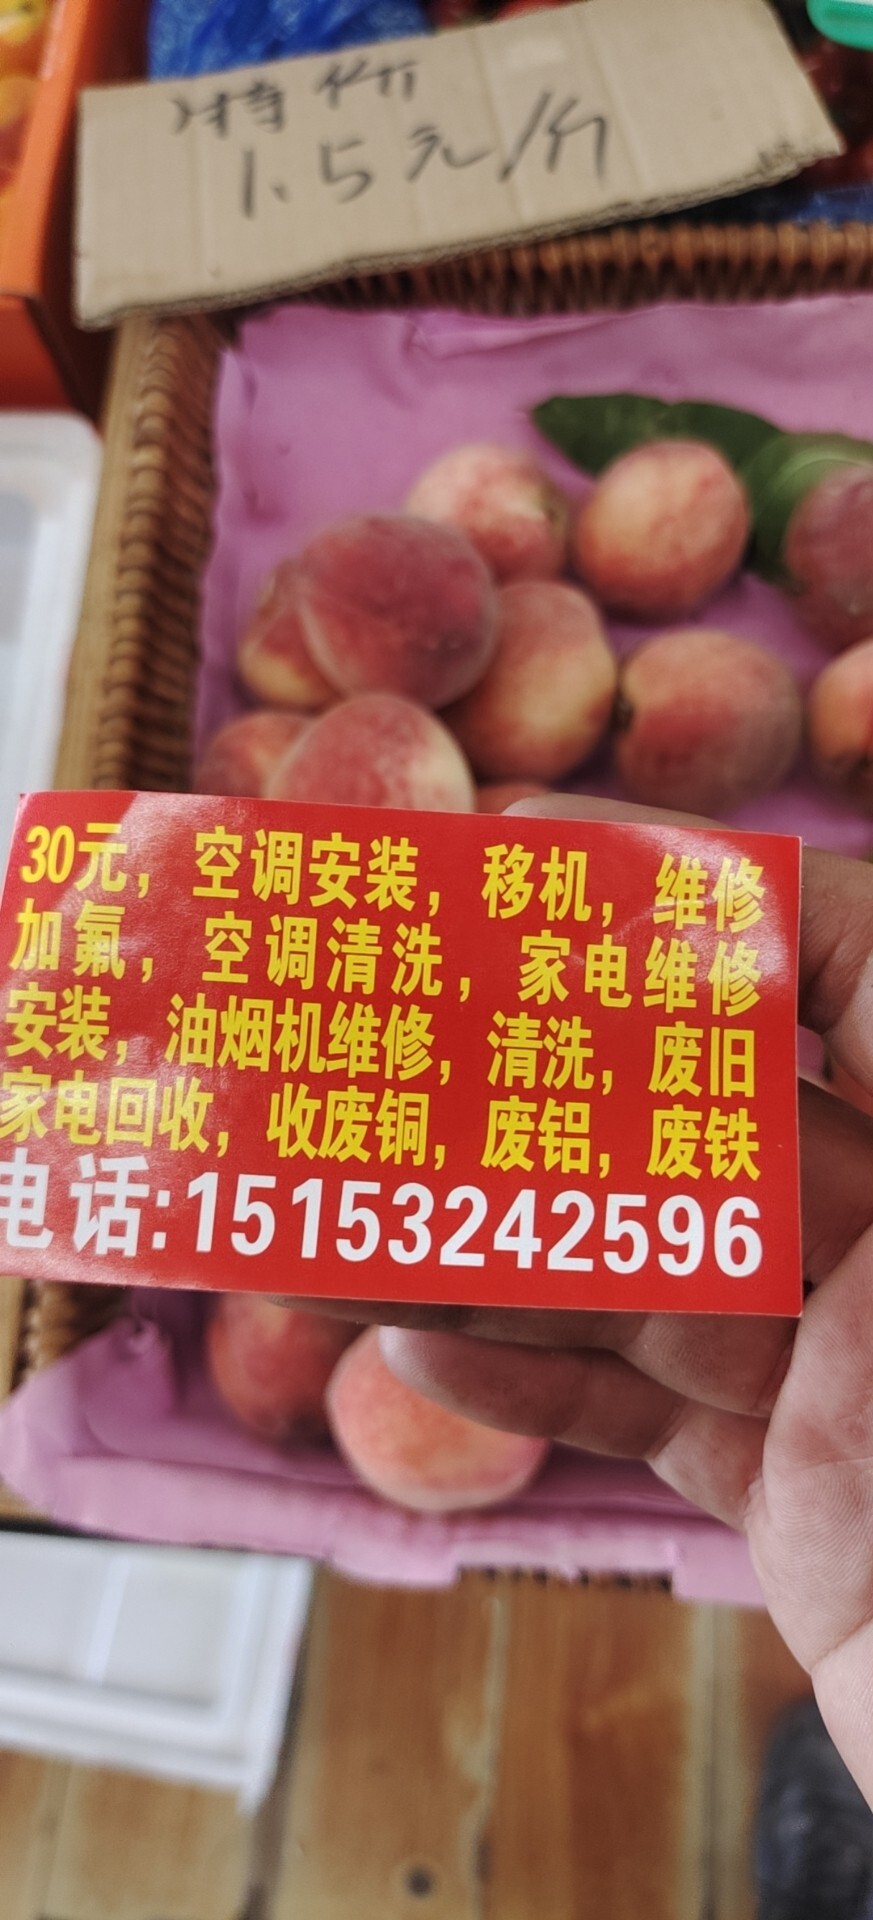 特价
1.5元/斤
30元，空调安装，移机，维修
加氟，空调清洗，家电维修
安装，油烟机维修，清洗，废旧
家电回收，收废铜，废铝，废铁
电话:15153242596